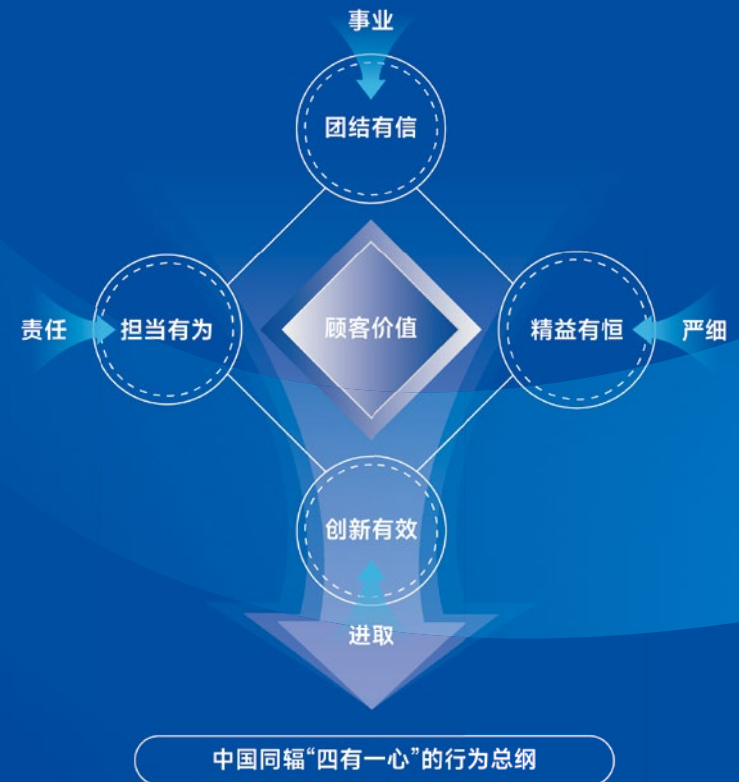 事业
团结有信
责任
担当有为
顾客价值
精益有恒
严细
创新有效
进取
中国同辐“四有一心”的行为总纲